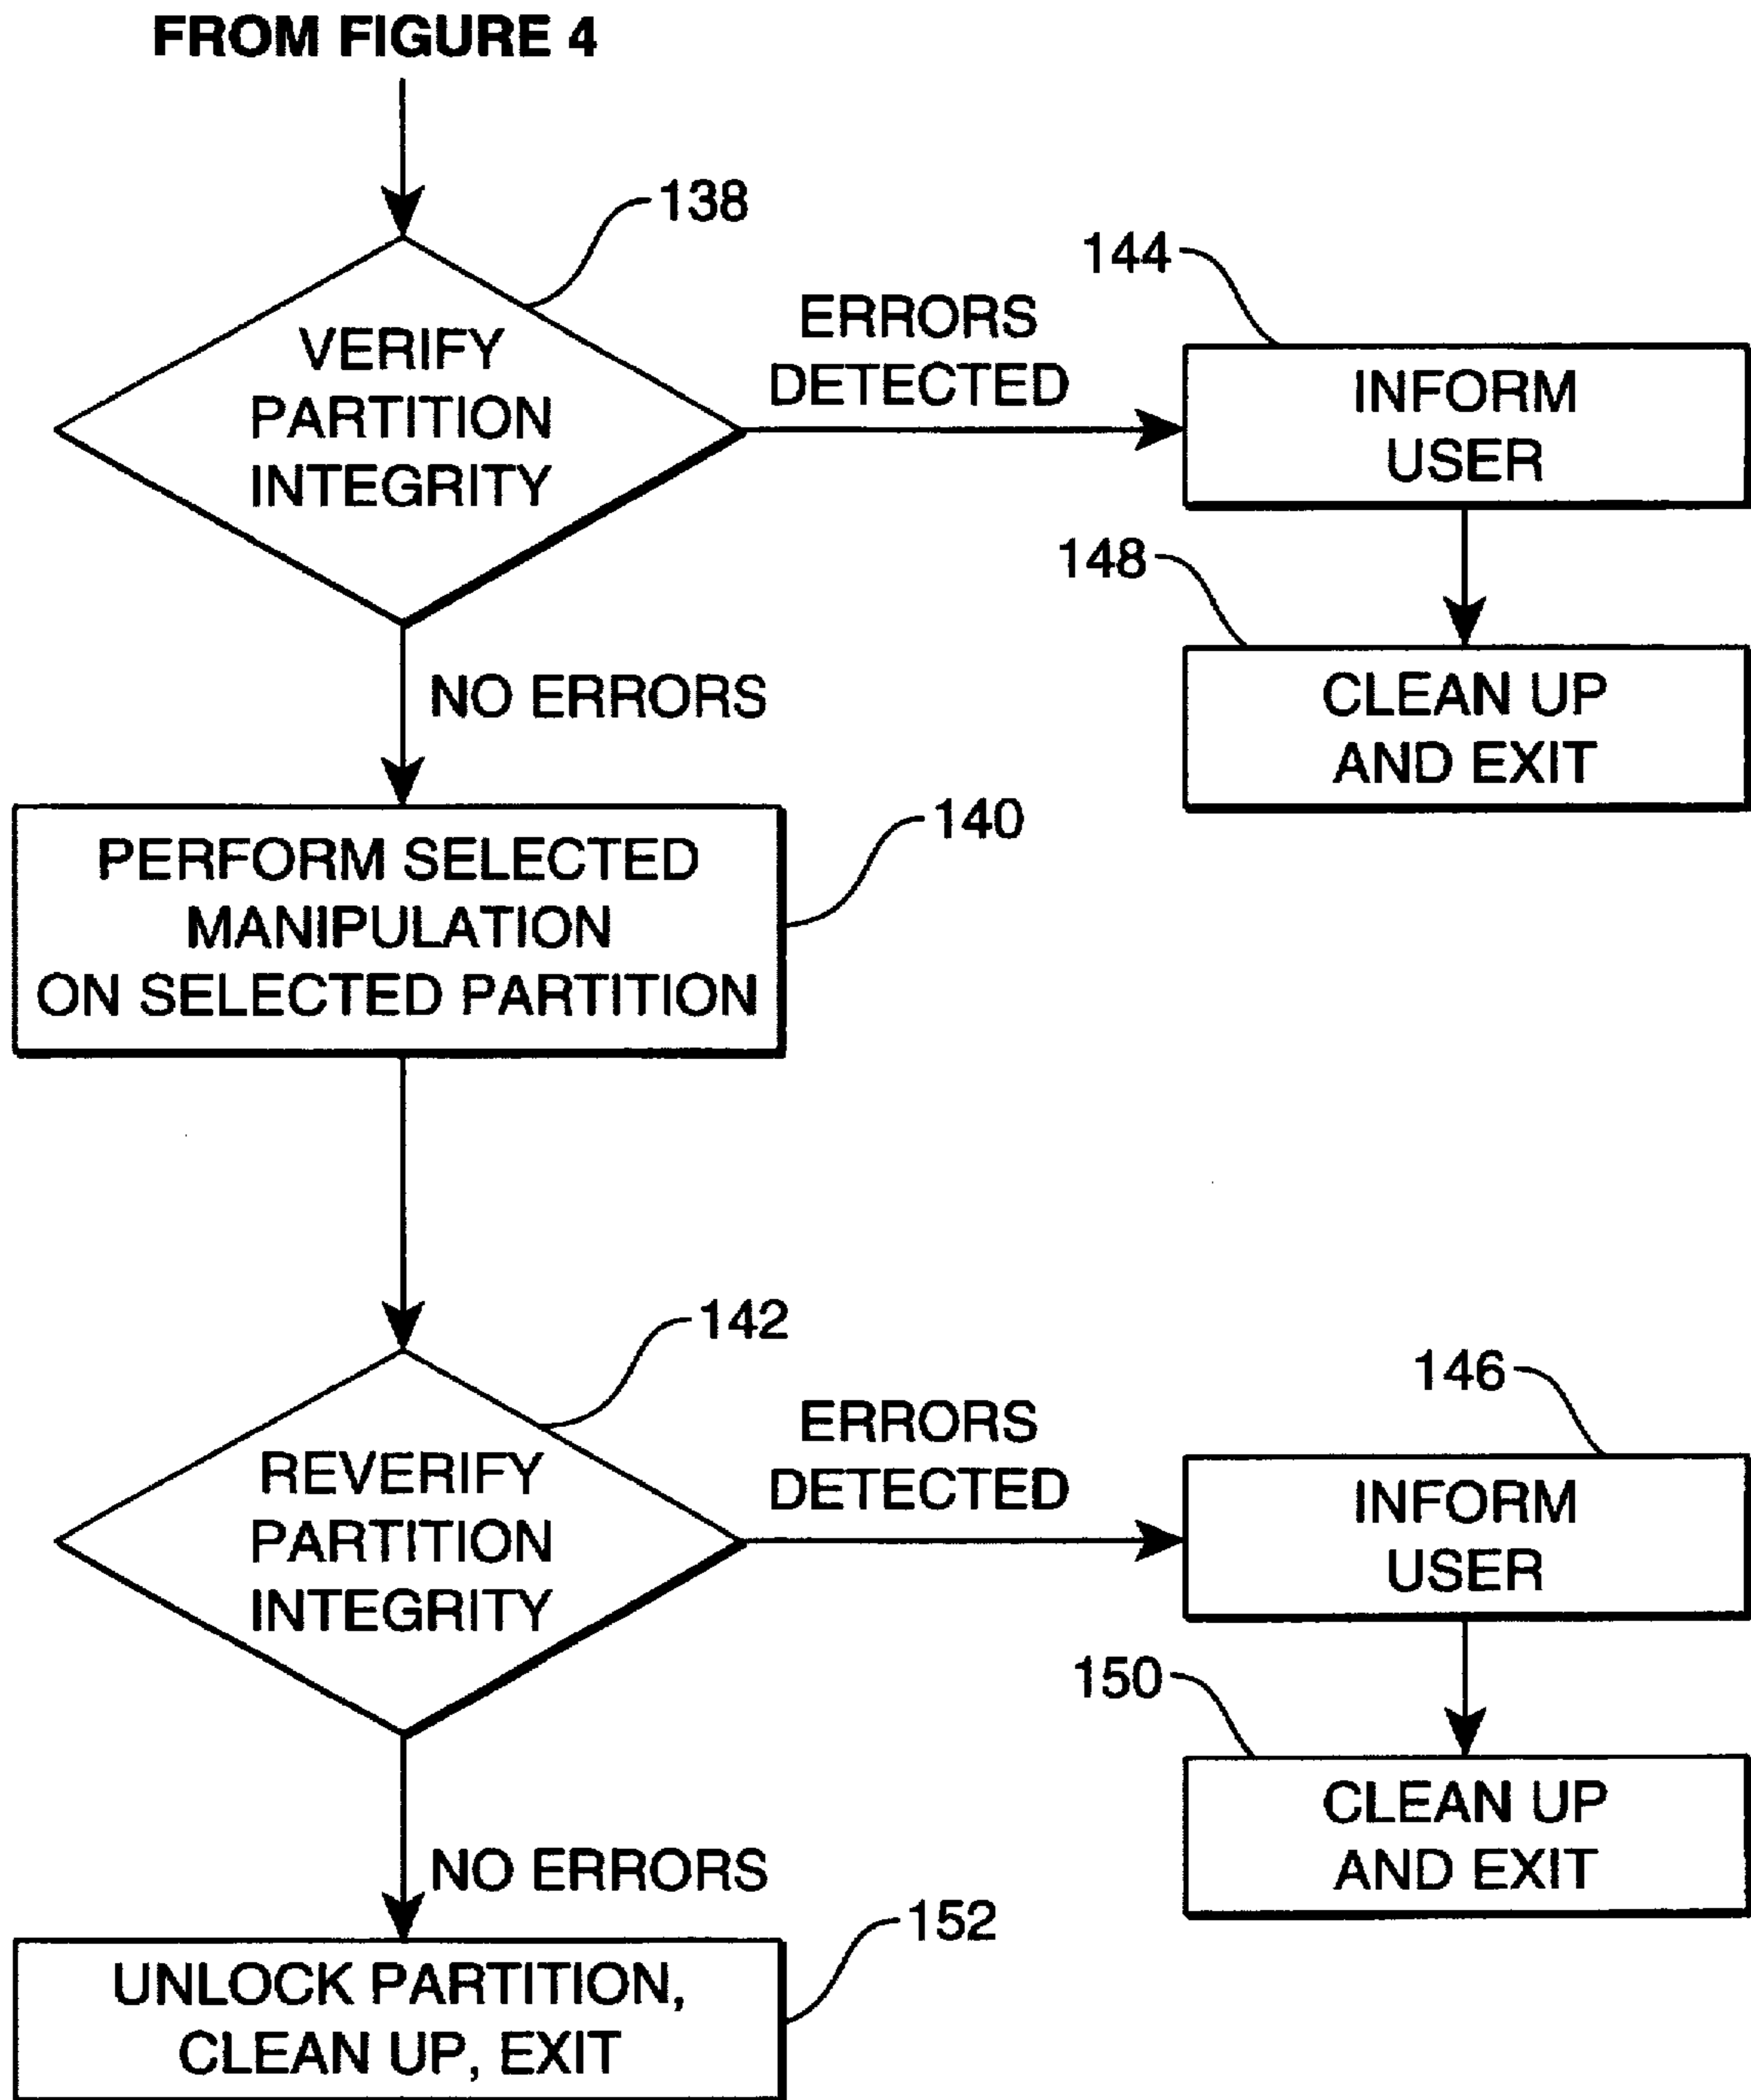 FROM FIGURE 4
138
VERIFY
PARTITION
INTEGRITY
ERRORS
DETECTED
144
INFORM
USER
148
CLEAN UP
AND EXIT
NO ERRORS
140
PERFORM SELECTED
MANIPULATION
ON SELECTED PARTITION
142
REVERIFY
PARTITION
INTEGRITY
ERRORS
DETECTED
146
INFORM
USER
150
CLEAN UP
AND EXIT
NO ERRORS
152
UNLOCK PARTITION,
CLEAN UP, EXIT